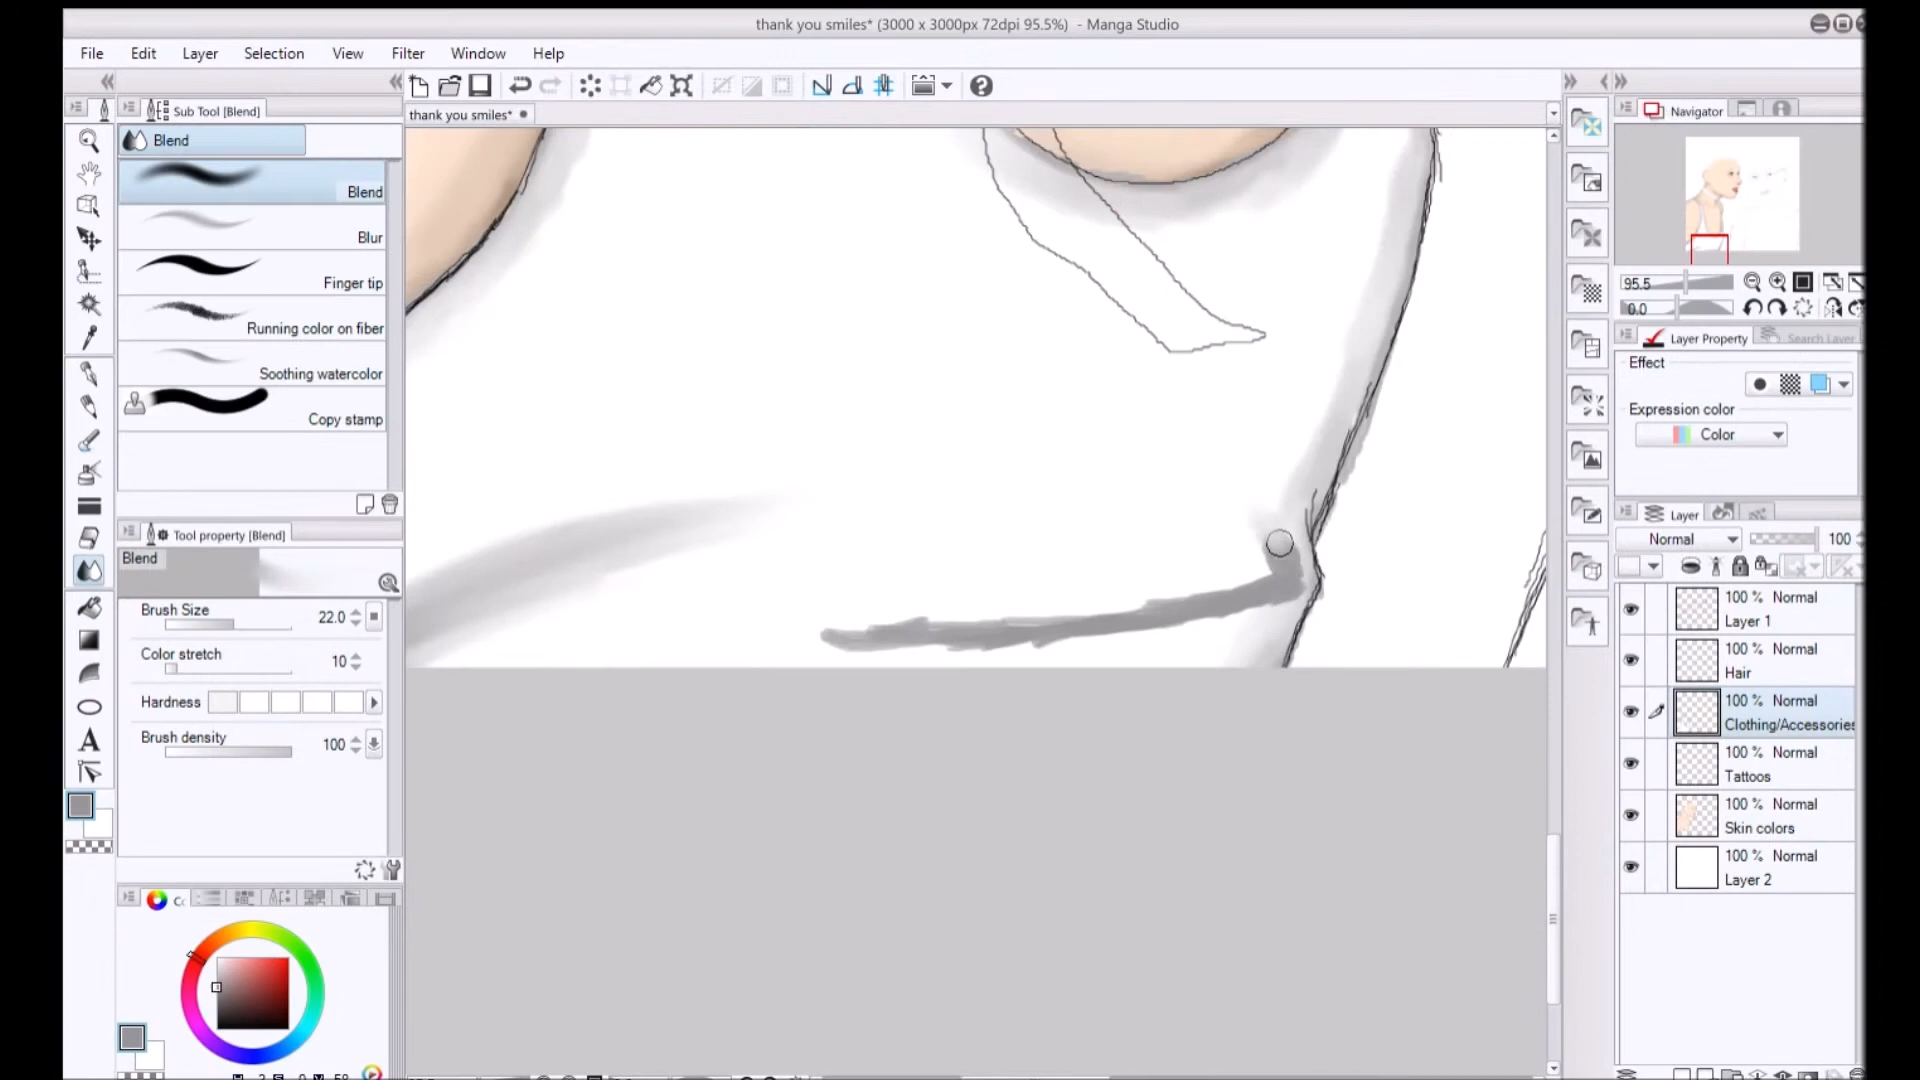 thank you smiles* (3000 x 3000px 72dpi 95.5%) - Manga Studio
File Edit Layer Selection View Filter Window Help
Sub Tool [Blend]
Blend
Blend
Blur
Finger tip
Running color on fiber
Soothing watercolor
Copy stamp
Tool property [Blend]
Blend
Brush Size 22.0
Color stretch 10
Hardness
Brush density 100
thank you smiles*
Navigator
95.5
0.0
Layer Property Search Layer
Effect
Expression color
Color
Layer
Normal 100
100 % Normal
Layer 1
100 % Normal
Hair
100 % Normal
Clothing/Accessories
100 % Normal
Tattoos
100 % Normal
Skin colors
100 % Normal
Layer 2